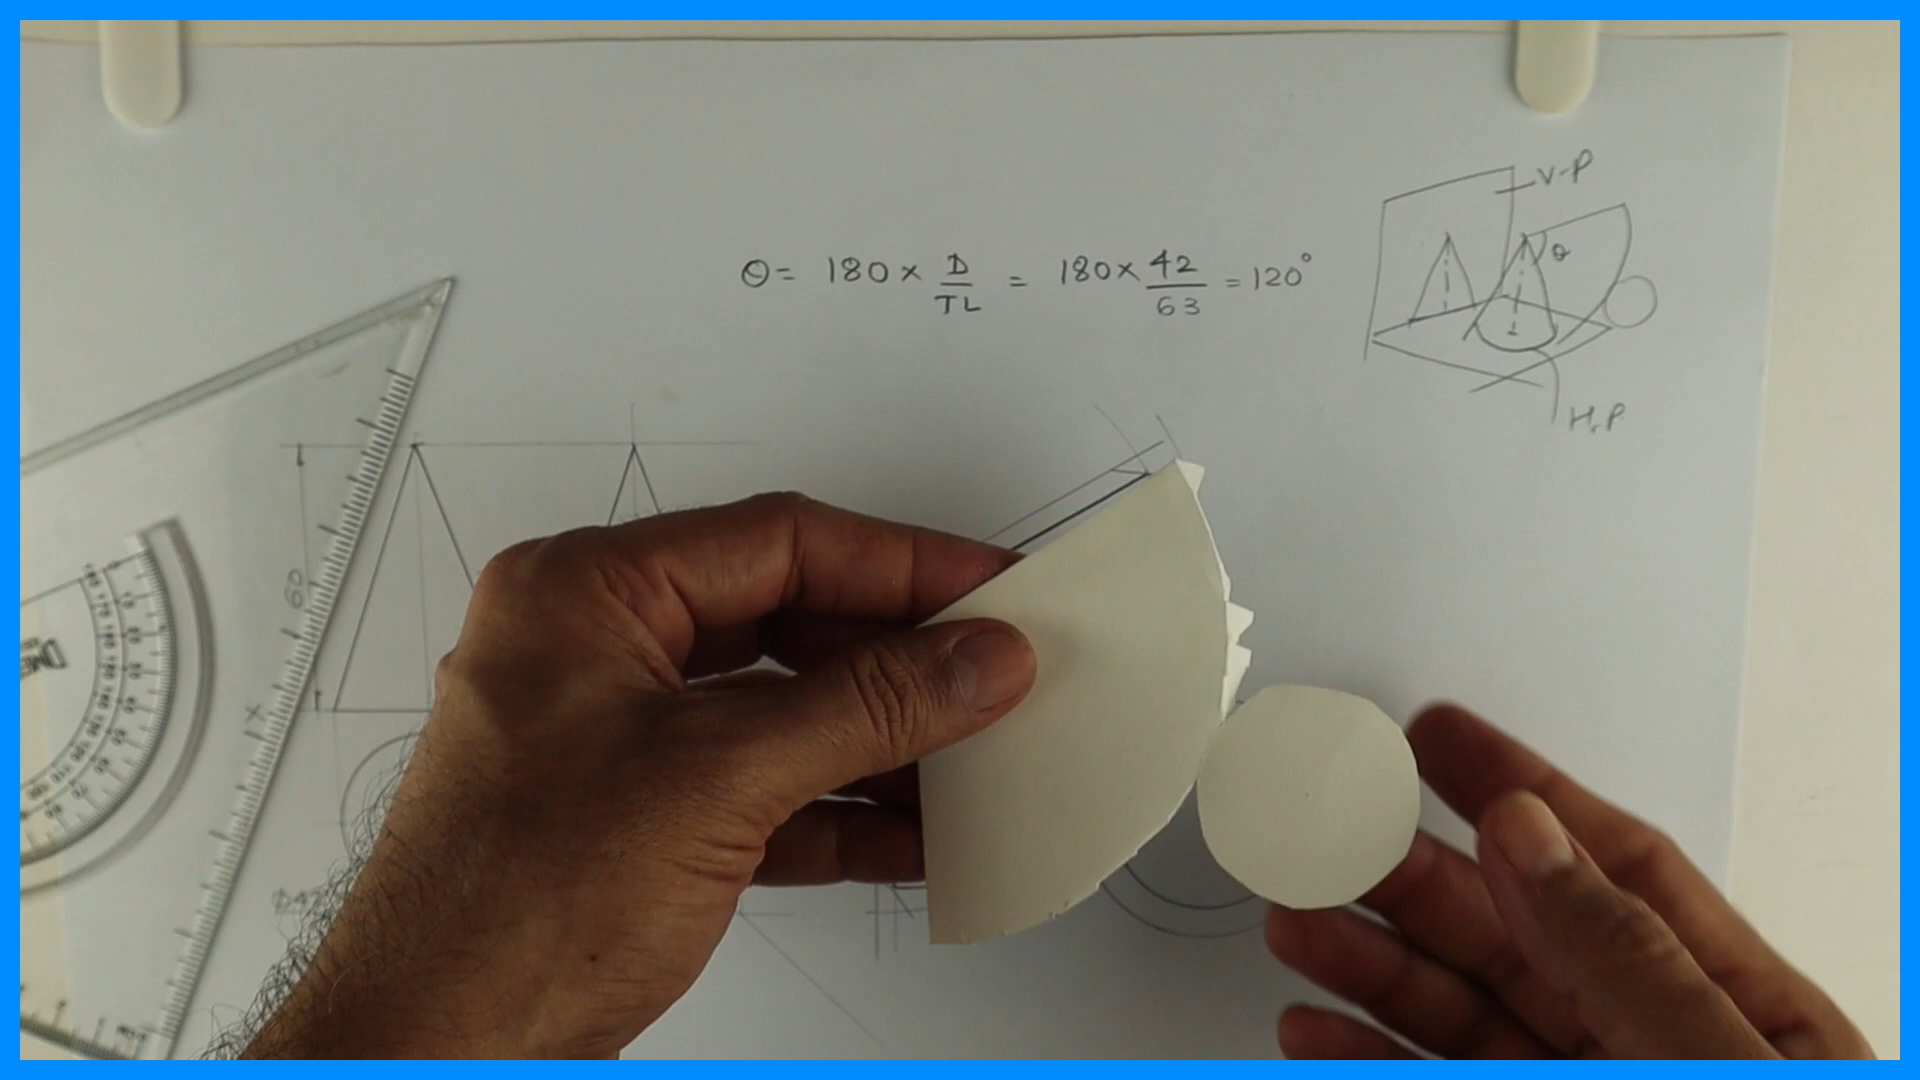 V-P
θ = 180 × D/TL = 180 × 42/63 = 120°
θ
H.P
60
X